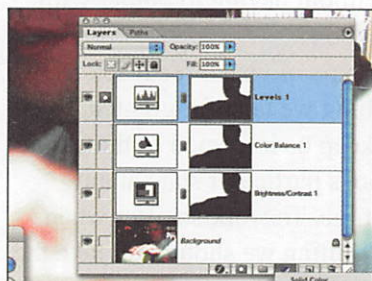 Layers Paths
Normal Opacity: 100%
Lock: Fill: 100%
Levels 1
Color Balance 1
Brightness/Contrast 1
Background
Solid Color